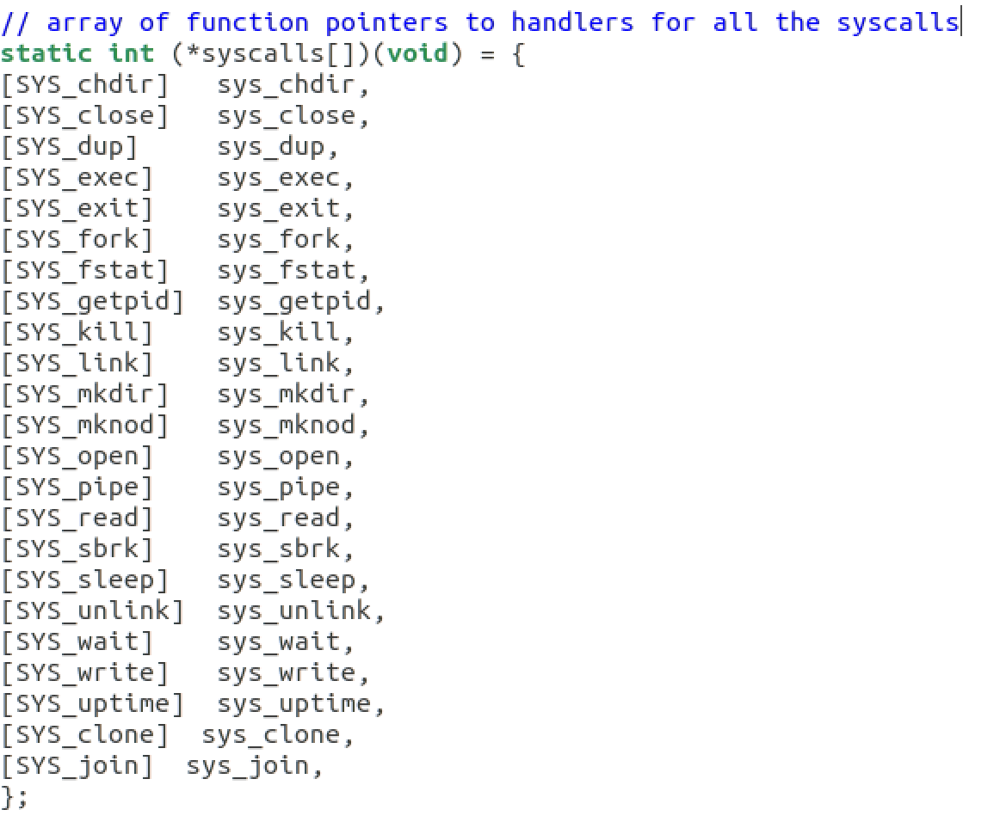 // array of function pointers to handlers for all the syscalls
static int (*syscalls[])(void) = {
[SYS_chdir]   sys_chdir,
[SYS_close]   sys_close,
[SYS_dup]     sys_dup,
[SYS_exec]    sys_exec,
[SYS_exit]    sys_exit,
[SYS_fork]    sys_fork,
[SYS_fstat]   sys_fstat,
[SYS_getpid]  sys_getpid,
[SYS_kill]    sys_kill,
[SYS_link]    sys_link,
[SYS_mkdir]   sys_mkdir,
[SYS_mknod]   sys_mknod,
[SYS_open]    sys_open,
[SYS_pipe]    sys_pipe,
[SYS_read]    sys_read,
[SYS_sbrk]    sys_sbrk,
[SYS_sleep]   sys_sleep,
[SYS_unlink]  sys_unlink,
[SYS_wait]    sys_wait,
[SYS_write]   sys_write,
[SYS_uptime]  sys_uptime,
[SYS_clone]  sys_clone,
[SYS_join]  sys_join,
};